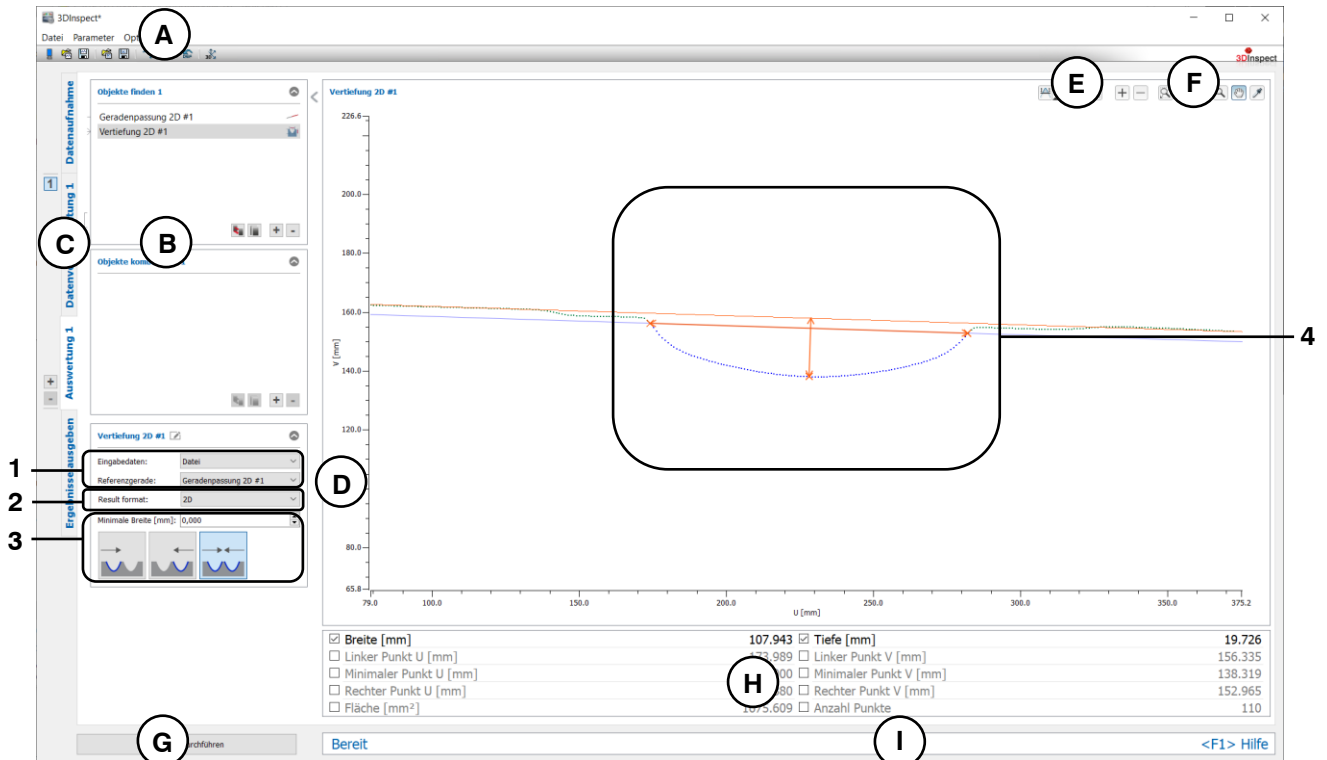 3DInspect*
Datei Parameter
A
3DInspect
Datenaufnahme
1
Auswertung 1
Ergebnisse ausgeben
+
-
C
Objekte finden 1
Geradenpassung 2D #1
Vertiefung 2D #1
+ -
B
Objekte
+ -
Vertiefung 2D #1
1
Eingabedaten: Datei
Referenzgerade: Geradenpassung 2D #1
2
Result format: 2D
3
Minimale Breite [mm]: 0,000
D
G
Vertiefung 2D #1
E
F
226.6
200.0
180.0
160.0
V [mm]
140.0
120.0
80.0
65.8
79.0 100.0 150.0 200.0 250.0 300.0 350.0 375.2
U [mm]
4
Breite [mm] 107.943 Tiefe [mm] 19.726
Linker Punkt U [mm] 173.989 Linker Punkt V [mm] 156.335
Minimaler Punkt U [mm] Minimaler Punkt V [mm] 138.319
Rechter Punkt U [mm] Rechter Punkt V [mm] 152.965
Fläche [mm²] Anzahl Punkte 110
H
I
Bereit <F1> Hilfe